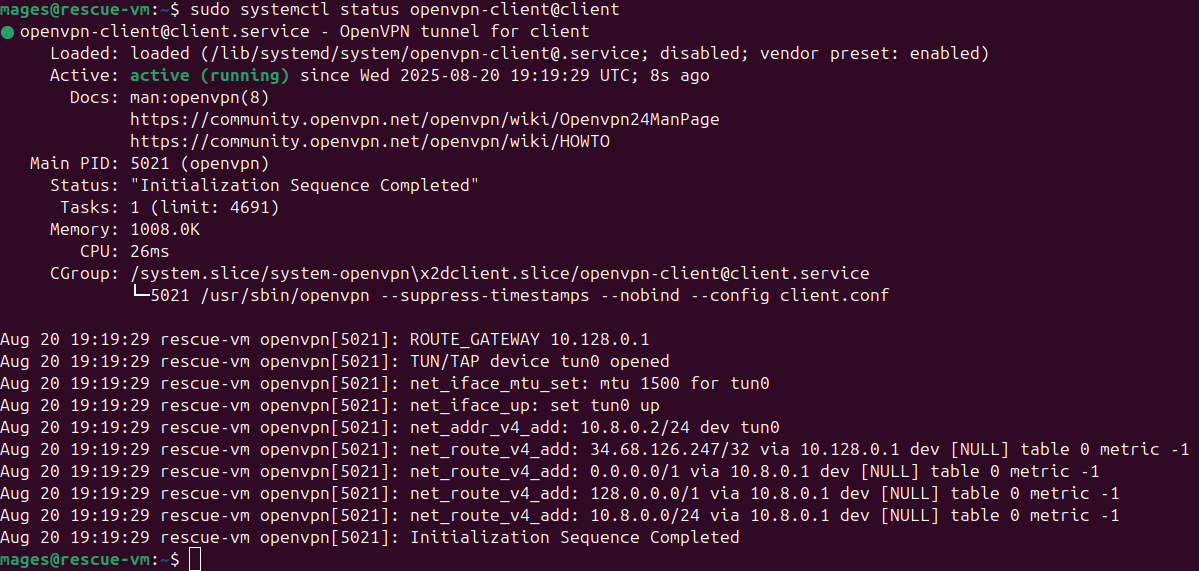 mages@rescue-vm:~$ sudo systemctl status openvpn-client@client
● openvpn-client@client.service - OpenVPN tunnel for client
     Loaded: loaded (/lib/systemd/system/openvpn-client@.service; disabled; vendor preset: enabled)
     Active: active (running) since Wed 2025-08-20 19:19:29 UTC; 8s ago
       Docs: man:openvpn(8)
             https://community.openvpn.net/openvpn/wiki/Openvpn24ManPage
             https://community.openvpn.net/openvpn/wiki/HOWTO
   Main PID: 5021 (openvpn)
     Status: "Initialization Sequence Completed"
      Tasks: 1 (limit: 4691)
     Memory: 1008.0K
        CPU: 26ms
     CGroup: /system.slice/system-openvpn\x2dclient.slice/openvpn-client@client.service
             └─5021 /usr/sbin/openvpn --suppress-timestamps --nobind --config client.conf

Aug 20 19:19:29 rescue-vm openvpn[5021]: ROUTE_GATEWAY 10.128.0.1
Aug 20 19:19:29 rescue-vm openvpn[5021]: TUN/TAP device tun0 opened
Aug 20 19:19:29 rescue-vm openvpn[5021]: net_iface_mtu_set: mtu 1500 for tun0
Aug 20 19:19:29 rescue-vm openvpn[5021]: net_iface_up: set tun0 up
Aug 20 19:19:29 rescue-vm openvpn[5021]: net_addr_v4_add: 10.8.0.2/24 dev tun0
Aug 20 19:19:29 rescue-vm openvpn[5021]: net_route_v4_add: 34.68.126.247/32 via 10.128.0.1 dev [NULL] table 0 metric -1
Aug 20 19:19:29 rescue-vm openvpn[5021]: net_route_v4_add: 0.0.0.0/1 via 10.8.0.1 dev [NULL] table 0 metric -1
Aug 20 19:19:29 rescue-vm openvpn[5021]: net_route_v4_add: 128.0.0.0/1 via 10.8.0.1 dev [NULL] table 0 metric -1
Aug 20 19:19:29 rescue-vm openvpn[5021]: net_route_v4_add: 10.8.0.0/24 via 10.8.0.1 dev [NULL] table 0 metric -1
Aug 20 19:19:29 rescue-vm openvpn[5021]: Initialization Sequence Completed
mages@rescue-vm:~$